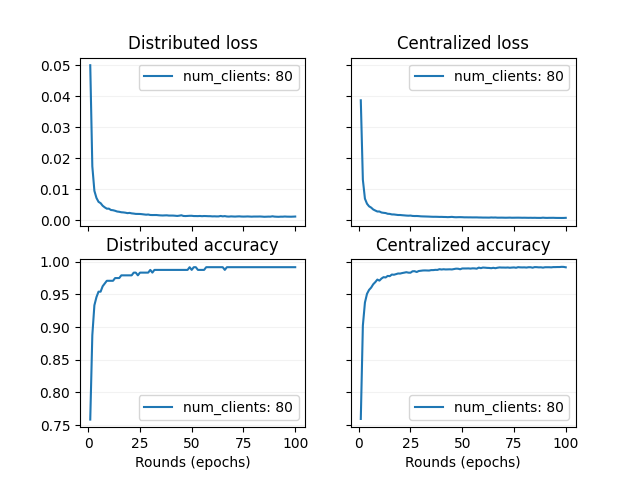 Distributed loss
Centralized loss
0.05
0.04
0.03
0.02
0.01
0.00
num_clients: 80
num_clients: 80
Distributed accuracy
Centralized accuracy
1.00
0.95
0.90
0.85
0.80
0.75
num_clients: 80
num_clients: 80
0 25 50 75 100
0 25 50 75 100
Rounds (epochs)
Rounds (epochs)